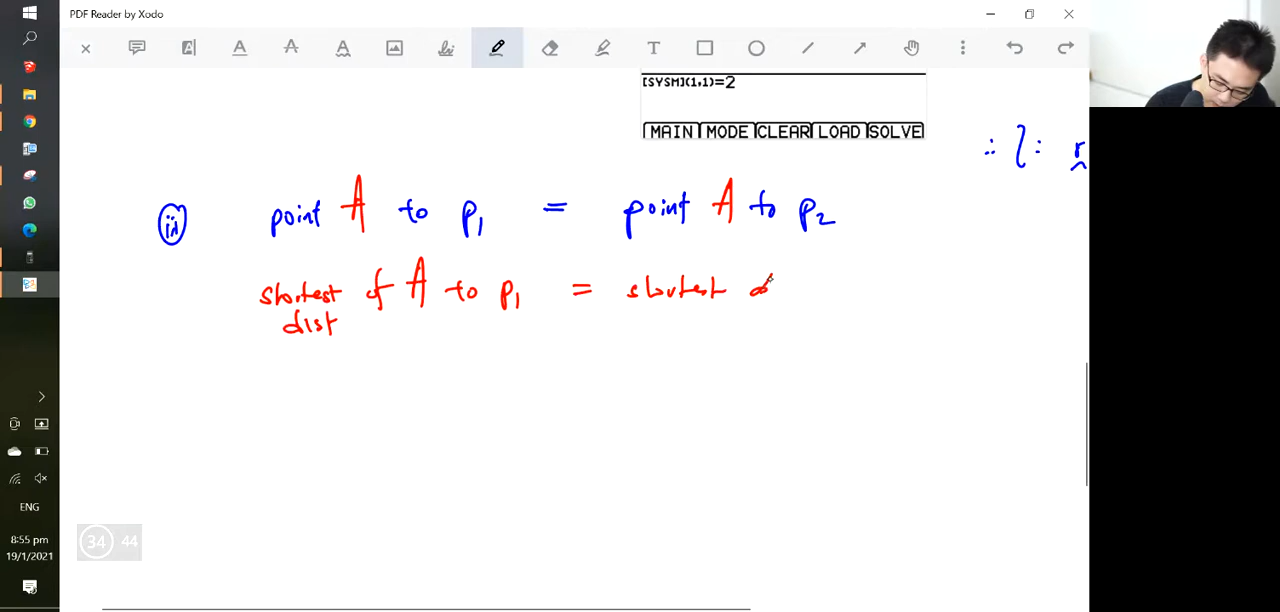 PDF Reader by Xodo
[SYSM](1,1)=2
MAIN MODE CLEAR LOAD SOLVE
∴ l : r
(ii) point A to p₁ = point A to p₂
shortest of A to p₁ = shortest d
dist
ENG
8:55 pm
19/1/2021
34 44